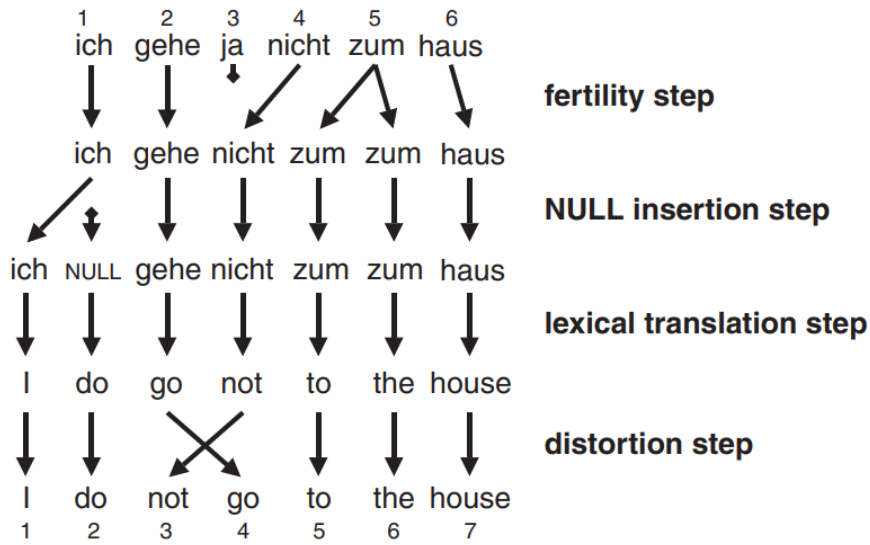 1 2 3 4 5 6
ich gehe ja nicht zum haus
fertility step
ich gehe nicht zum zum haus
NULL insertion step
ich NULL gehe nicht zum zum haus
lexical translation step
I do go not to the house
distortion step
I do not go to the house
1 2 3 4 5 6 7